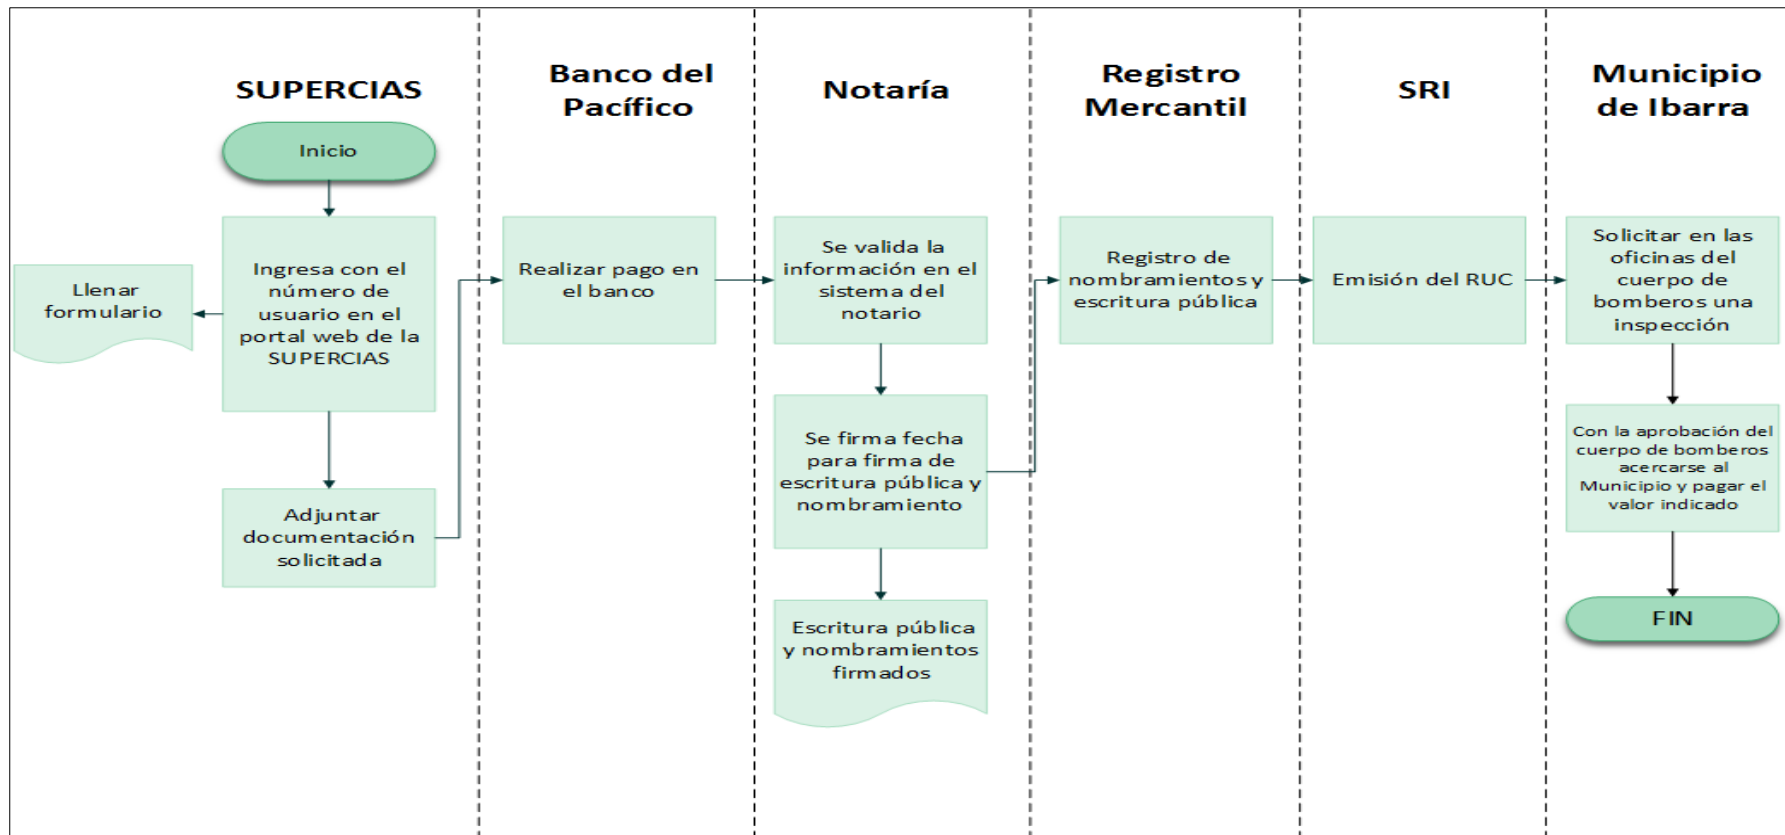 SUPERCIAS
Banco del
Pacífico
Notaría
Registro
Mercantil
SRI
Municipio
de Ibarra
Inicio
Llenar
formulario
Ingresa con el
número de
usuario en el
portal web de la
SUPERCIAS
Adjuntar
documentación
solicitada
Realizar pago en
el banco
Se valida la
información en el
sistema del
notario
Se firma fecha
para firma de
escritura pública y
nombramiento
Escritura pública
y nombramientos
firmados
Registro de
nombramientos y
escritura pública
Emisión del RUC
Solicitar en las
oficinas del
cuerpo de
bomberos una
inspección
Con la aprobación del
cuerpo de bomberos
acercarse al
Municipio y pagar el
valor indicado
FIN